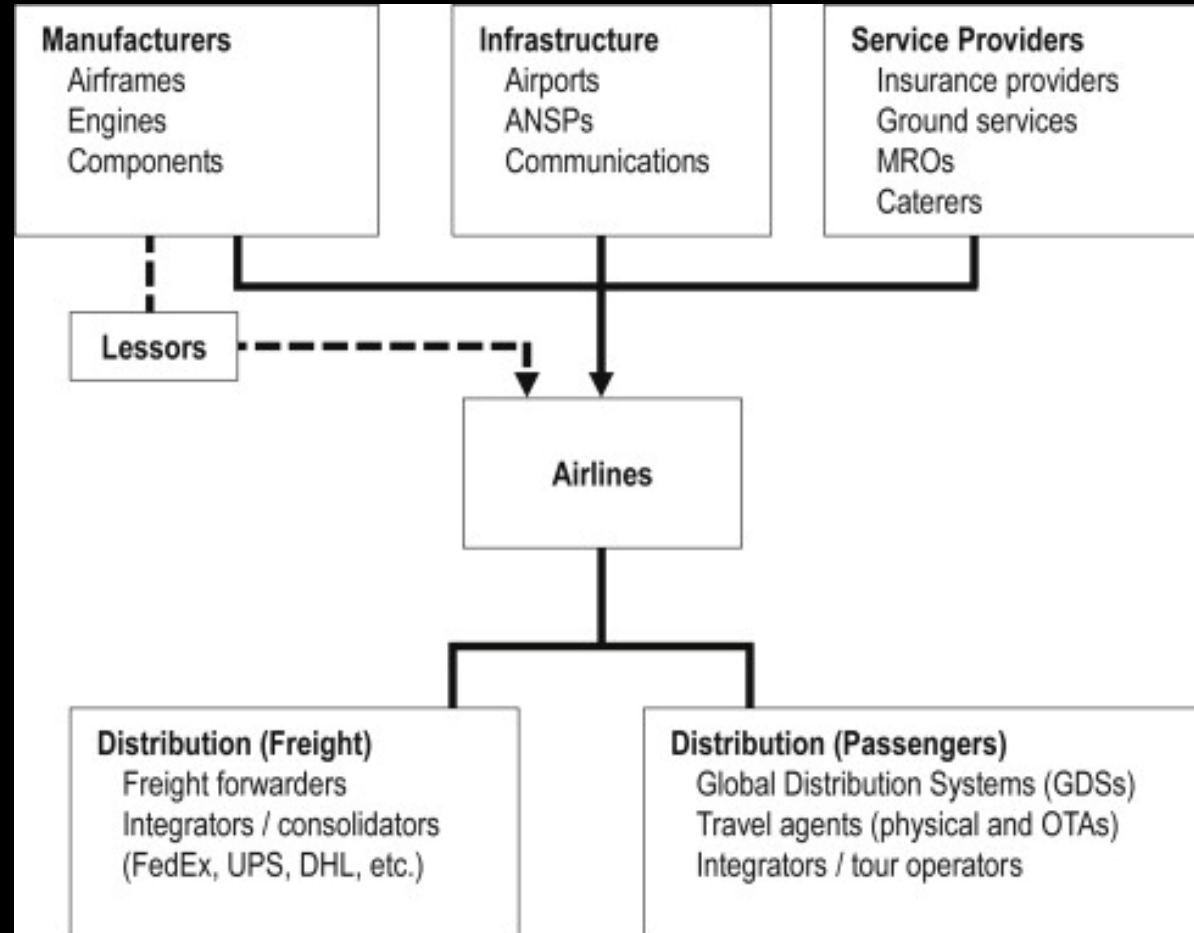 Manufacturers
Airframes
Engines
Components
Infrastructure
Airports
ANSPs
Communications
Service Providers
Insurance providers
Ground services
MROs
Caterers
Lessors
Airlines
Distribution (Freight)
Freight forwarders
Integrators / consolidators
(FedEx, UPS, DHL, etc.)
Distribution (Passengers)
Global Distribution Systems (GDSs)
Travel agents (physical and OTAs)
Integrators / tour operators